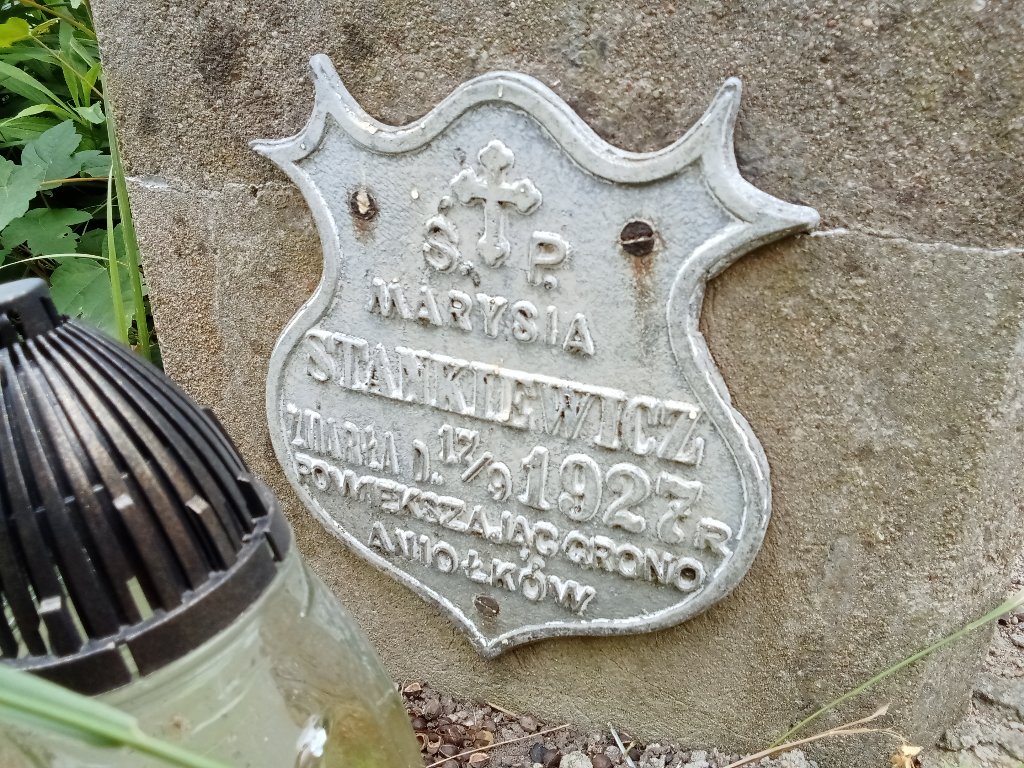 Ś. P.
MARYSIA
STANKIEWICZ
ZMARŁA D. 17/9 1927 R
POWIĘKSZAJĄC GRONO
ANIOŁKÓW